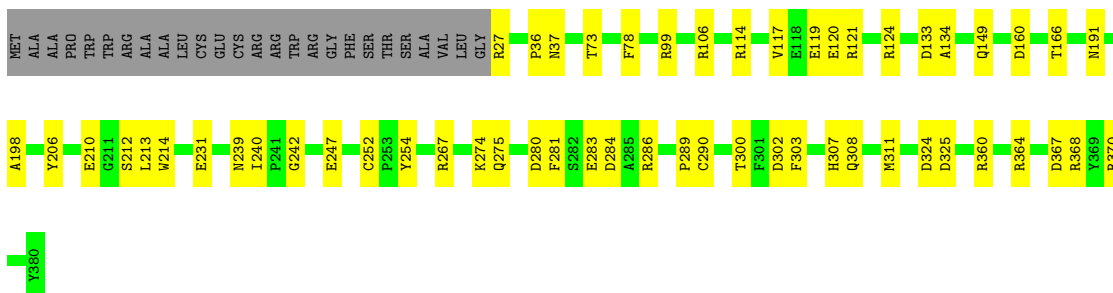 MET ALA ALA PRO TRP TRP ARG ALA ALA LEU CYS GLU CYS ARG ARG TRP ARG GLY PHE SER THR SER ALA VAL LEU GLY R27 P36 N37 T73 F78 R99 R106 R114 V117 E118 E119 E120 R121 R124 D133 A134 Q149 D160 T166 N191
A198 Y206 E210 G211 S212 L213 W214 E231 N239 I240 P241 G242 E247 C252 P253 Y254 R267 K274 Q275 D280 F281 S282 E283 D284 A285 R286 P289 C290 T300 F301 D302 F303 H307 Q308 M311 D324 D325 R360 R364 D367 R368 Y369
Y380